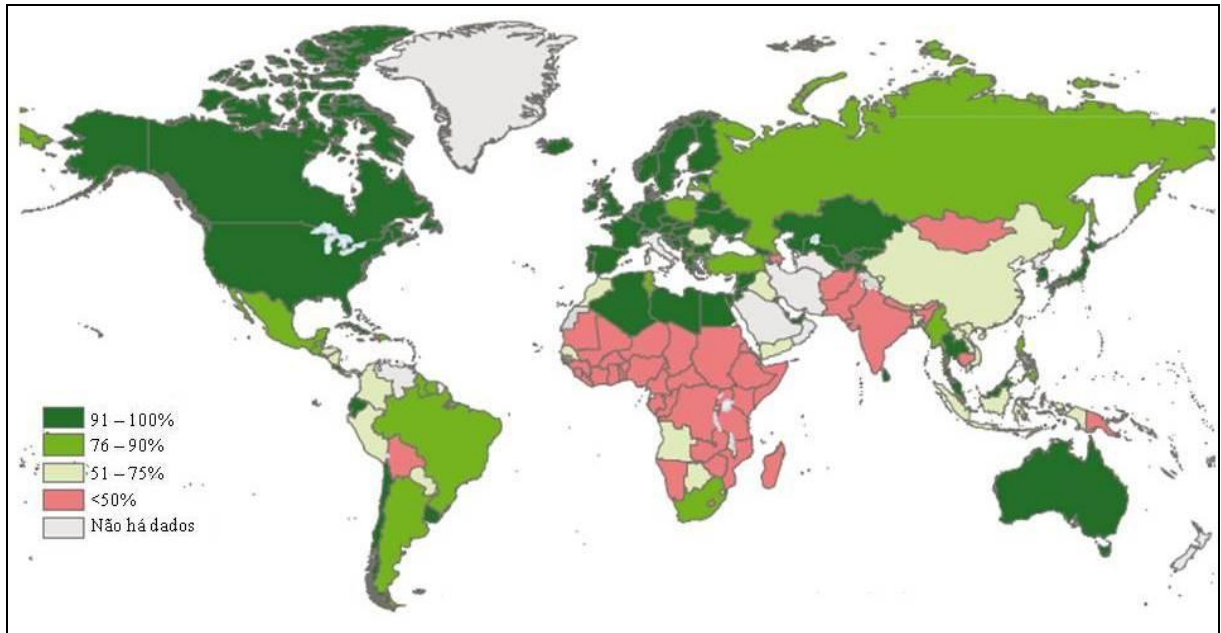 91 – 100%
76 – 90%
51 – 75%
<50%
Não há dados